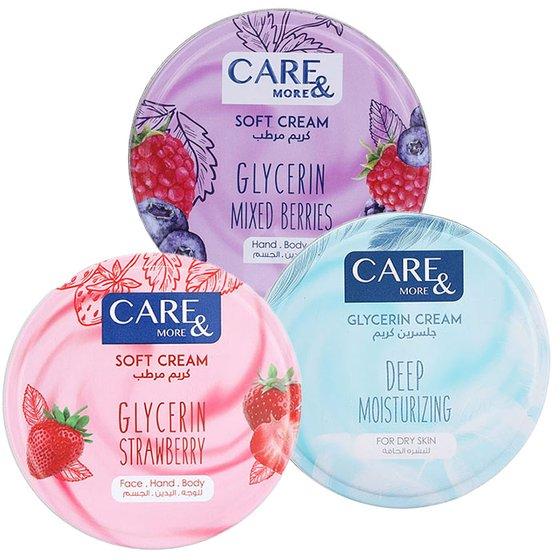 CARE &
MORE
SOFT CREAM
كريم مرطب
GLYCERIN
MIXED BERRIES
Hand . Body
اليدين . الجسم
CARE &
MORE
SOFT CREAM
كريم مرطب
GLYCERIN
STRAWBERRY
Face . Hand . Body
للوجه . اليدين . الجسم
CARE &
MORE
GLYCERIN CREAM
جلسرين كريم
DEEP
MOISTURIZING
FOR DRY SKIN
للبشره الجافه